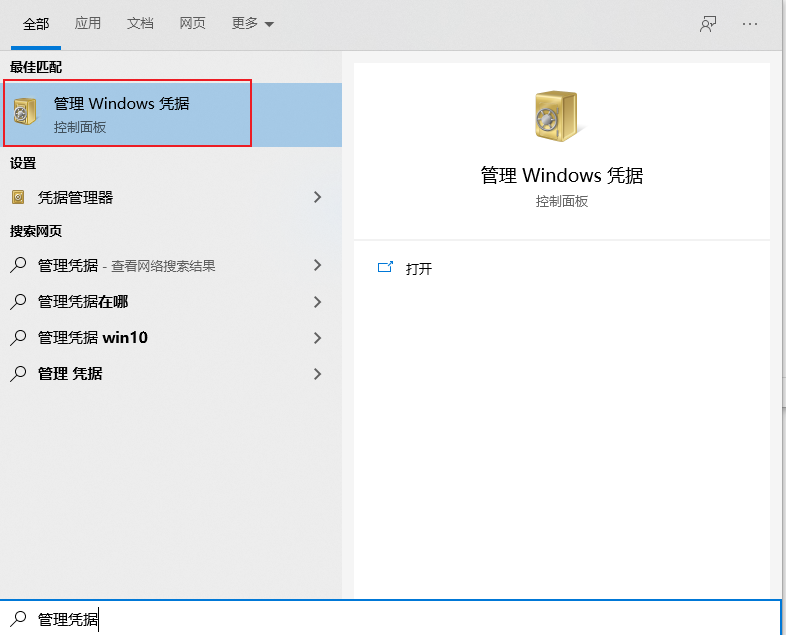 全部 应用 文档 网页 更多
最佳匹配
管理 Windows 凭据
控制面板
设置
凭据管理器
搜索网页
管理凭据 - 查看网络搜索结果
管理凭据在哪
管理凭据 win10
管理 凭据
管理 Windows 凭据
控制面板
打开
管理凭据